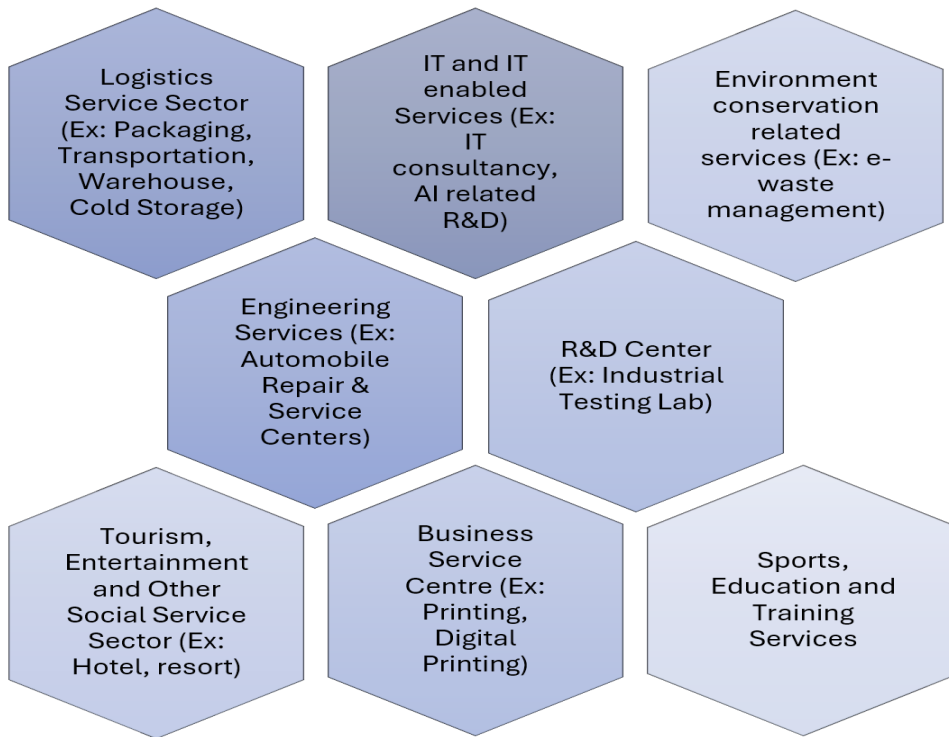 Logistics
Service Sector
(Ex: Packaging,
Transportation,
Warehouse,
Cold Storage)
IT and IT
enabled
Services (Ex:
IT
consultancy,
AI related
R&D)
Environment
conservation
related
services (Ex: e-
waste
management)
Engineering
Services (Ex:
Automobile
Repair &
Service
Centers)
R&D Center
(Ex: Industrial
Testing Lab)
Tourism,
Entertainment
and Other
Social Service
Sector (Ex:
Hotel, resort)
Business
Service
Centre (Ex:
Printing,
Digital
Printing)
Sports,
Education and
Training
Services